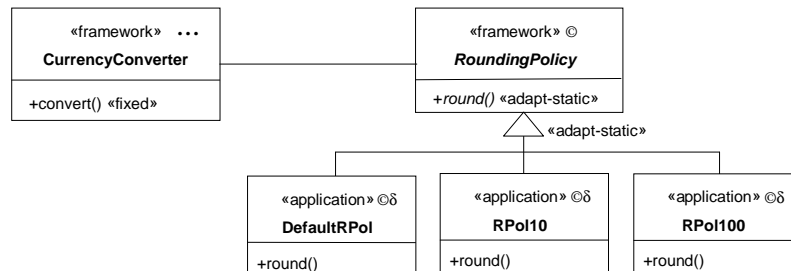 «framework» •••
CurrencyConverter
+convert() «fixed»
«framework» ©
RoundingPolicy
+round() «adapt-static»
«adapt-static»
«application» ©δ
DefaultRPol
+round()
«application» ©δ
RPol10
+round()
«application» ©δ
RPol100
+round()